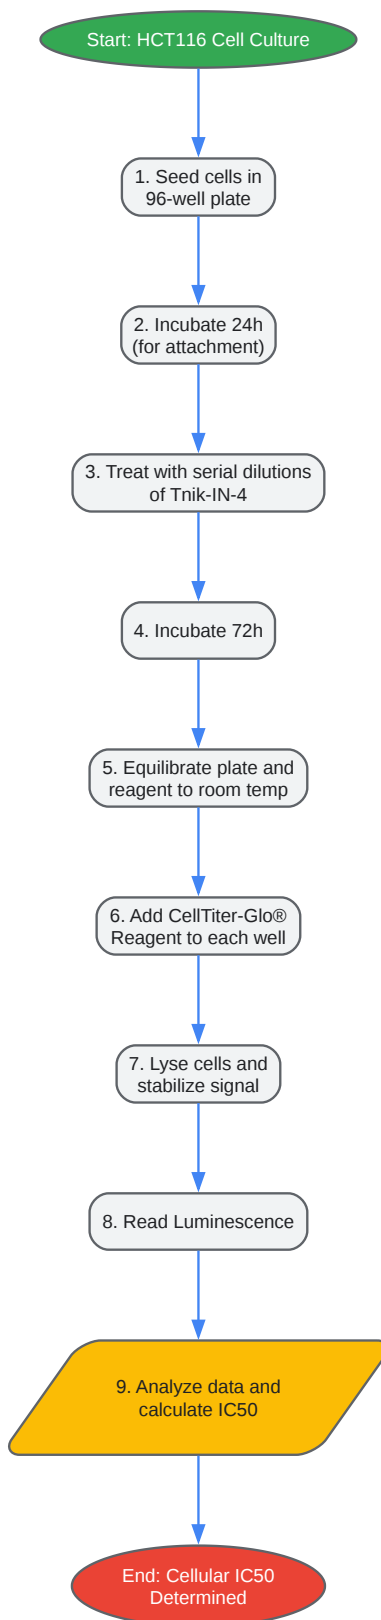 Start: HCT116 Cell Culture
1. Seed cells in
96-well plate
2. Incubate 24h
(for attachment)
3. Treat with serial dilutions
of Tnik-IN-4
4. Incubate 72h
5. Equilibrate plate and
reagent to room temp
6. Add CellTiter-Glo®
Reagent to each well
7. Lyse cells and
stabilize signal
8. Read Luminescence
9. Analyze data and
calculate IC50
End: Cellular IC50
Determined